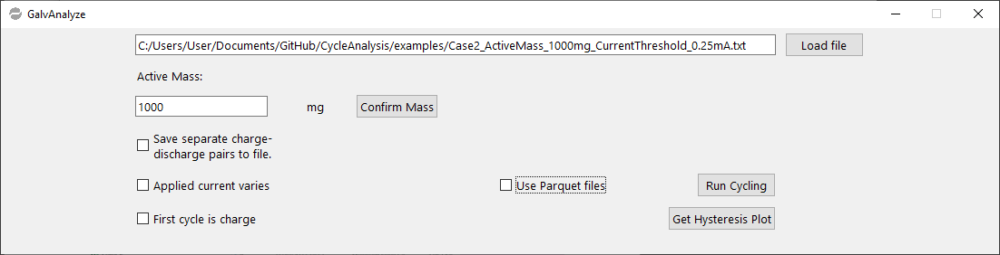 GalvAnalyze
C:/Users/User/Documents/GitHub/CycleAnalysis/examples/Case2_ActiveMass_1000mg_CurrentThreshold_0.25mA.txt
Load file
Active Mass:
1000
mg
Confirm Mass
Save separate charge-
discharge pairs to file.
Applied current varies
Use Parquet files
Run Cycling
First cycle is charge
Get Hysteresis Plot